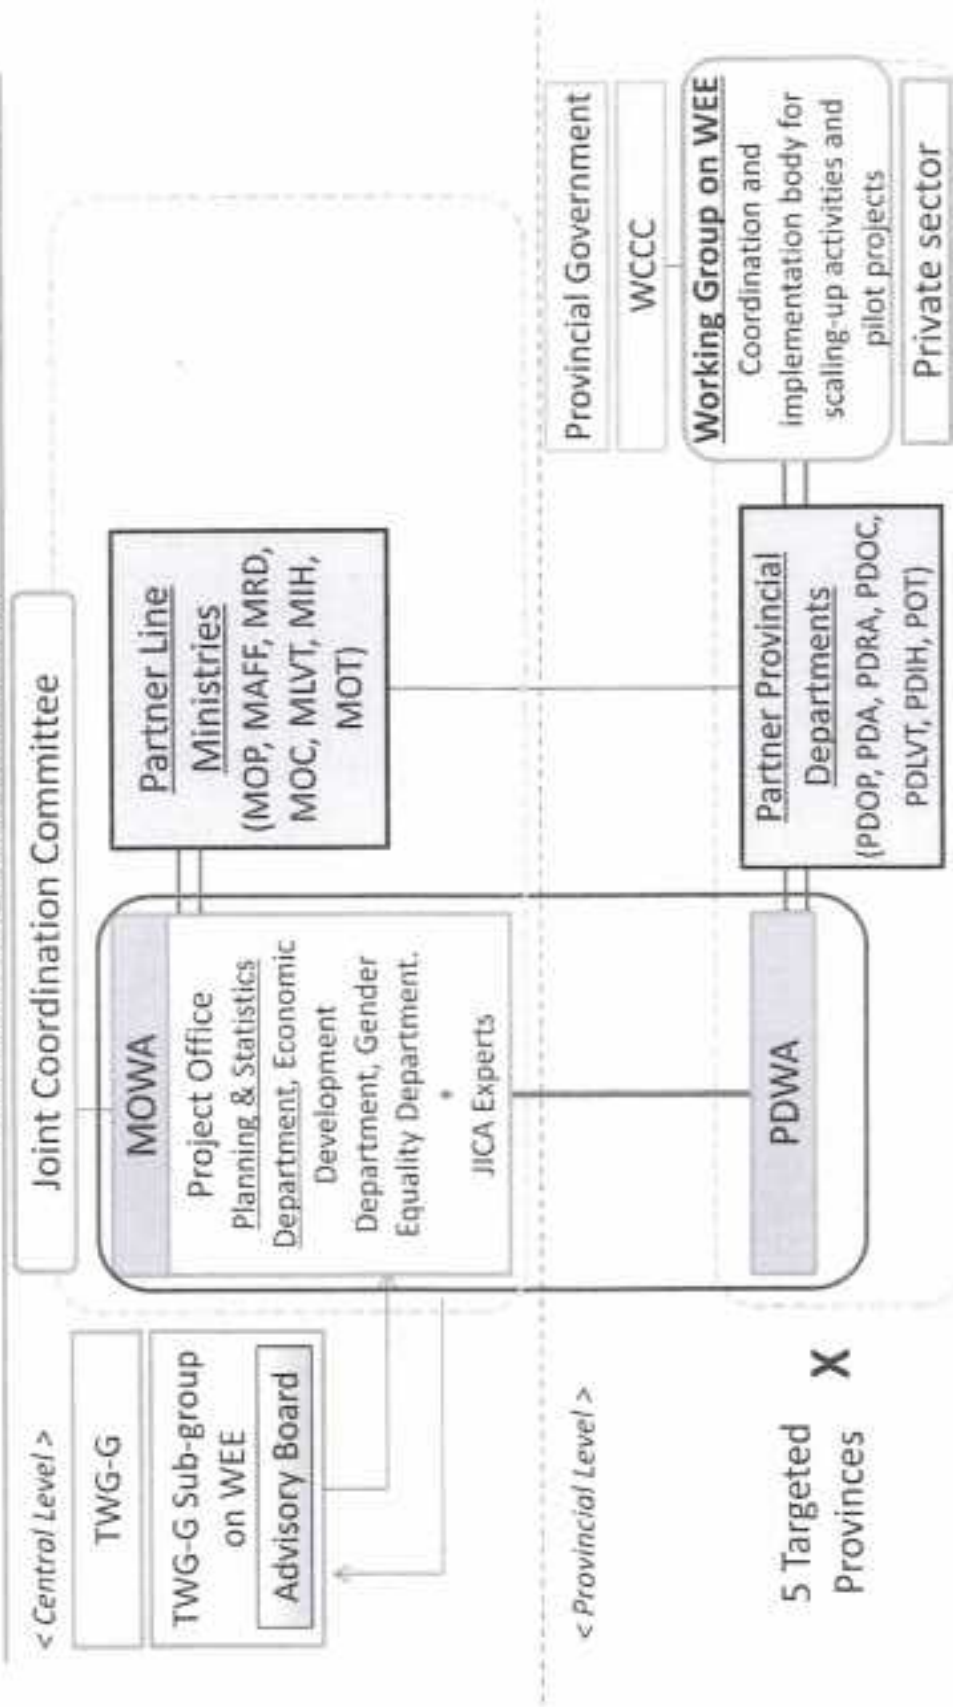 Joint Coordination Committee
< Central Level >
TWG-G
TWG-G Sub-group
on WEE
Advisory Board
MOWA
Project Office
Planning & Statistics
Department, Economic
Development
Department, Gender
Equality Department.
*
JICA Experts
Partner Line
Ministries
(MOP, MAFF, MRD,
MOC, MLVT, MIH,
MOT)
< Provincial Level >
5 Targeted
Provinces
X
PDWA
Partner Provincial
Departments
(PDOP, PDA, PDRA, PDOC,
PDLVT, PDIH, POT)
Provincial Government
WCCC
Working Group on WEE
Coordination and
implementation body for
scaling-up activities and
pilot projects
Private sector